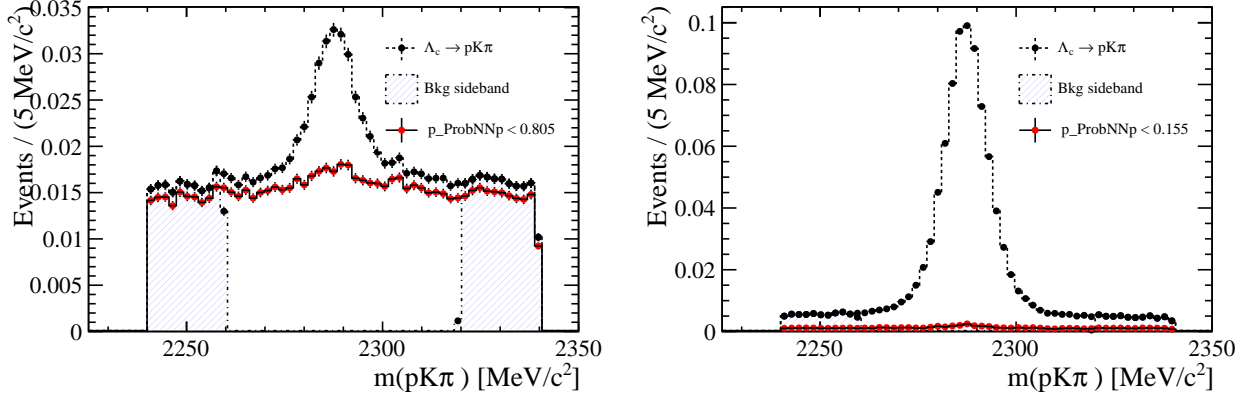 Events / (5 MeV/c²)
0.035
0.03
0.025
0.02
0.015
0.01
0.005
0
Λc → pKπ
Bkg sideband
p_ProbNNp < 0.805
2250 2300 2350
m(pKπ ) [MeV/c²]
Events / (5 MeV/c²)
0.1
0.08
0.06
0.04
0.02
0
Λc → pKπ
Bkg sideband
p_ProbNNp < 0.155
2250 2300 2350
m(pKπ ) [MeV/c²]